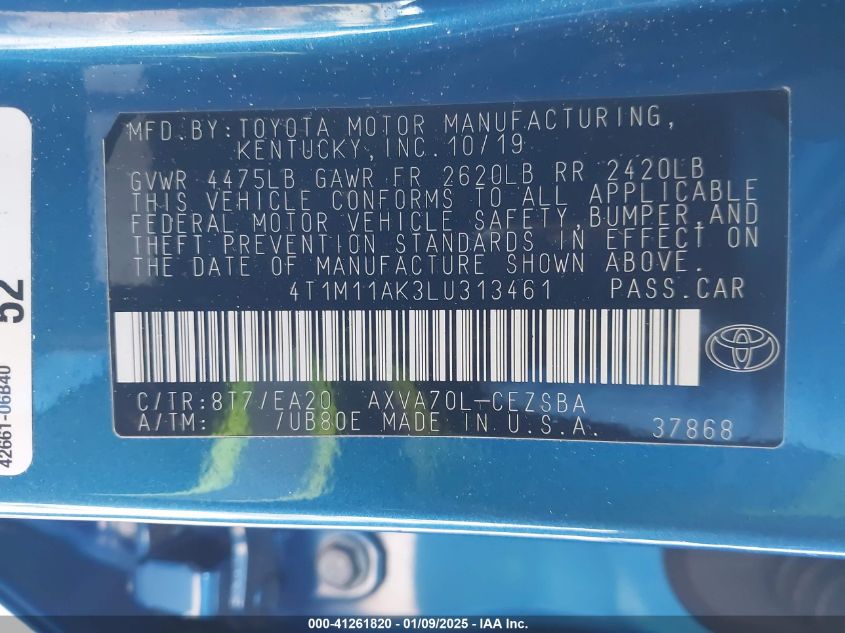 MFD.BY:TOYOTA MOTOR MANUFACTURING,
KENTUCKY,INC. 10/19
GVWR 4475LB GAWR FR 2620LB RR 2420LB
THIS VEHICLE CONFORMS TO ALL APPLICABLE
FEDERAL MOTOR VEHICLE SAFETY,BUMPER,AND
THEFT PREVENTION STANDARDS IN EFFECT ON
THE DATE OF MANUFACTURE SHOWN ABOVE.
4T1M11AK3LU313461 PASS.CAR
C/TR:8T7/EA20 AXVA70L-CEZSBA
A/TM: /UB80E MADE IN U.S.A. 37868
52
42661-06B40
000-41261820 | 01/09/2025 | IAA Inc.